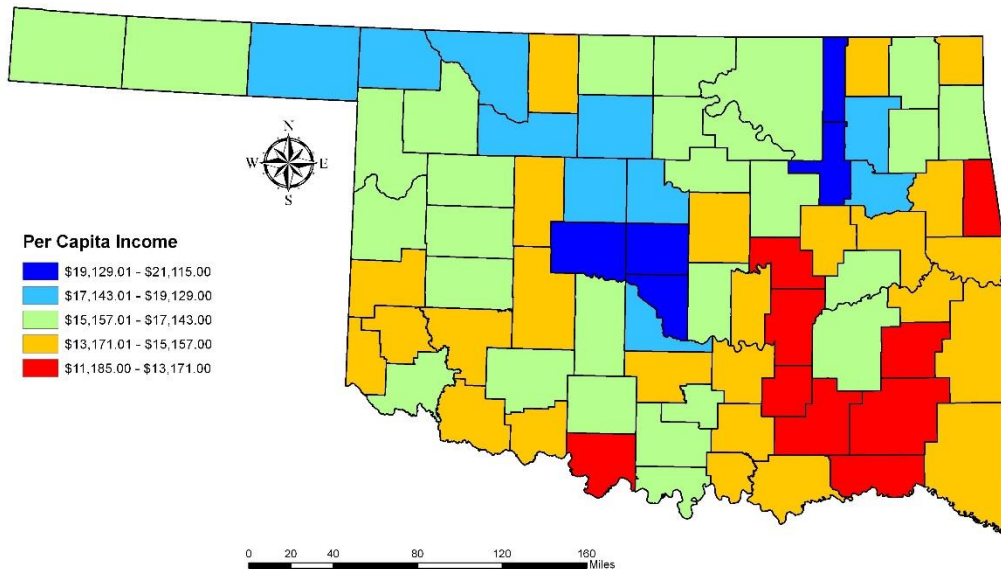 N
W E
S
Per Capita Income
$19,129.01 - $21,115.00
$17,143.01 - $19,129.00
$15,157.01 - $17,143.00
$13,171.01 - $15,157.00
$11,185.00 - $13,171.00
0 20 40 80 120 160
Miles